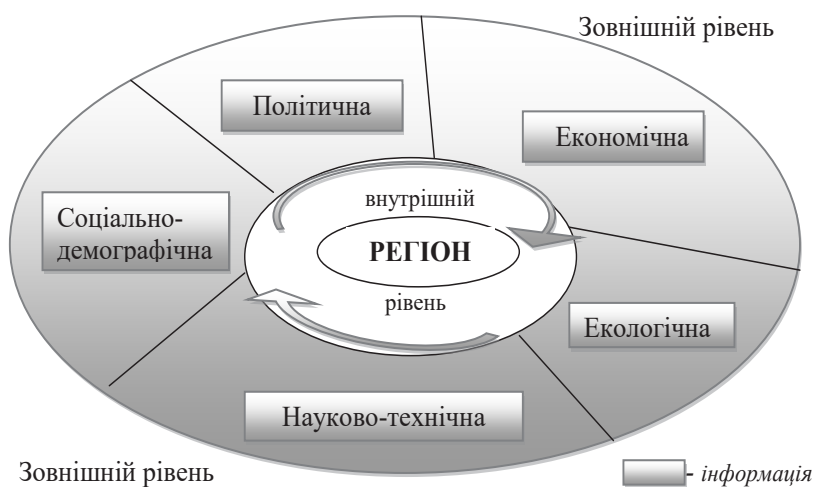 Зовнішній рівень
Політична
Економічна
Соціально-
демографічна
внутрішній
РЕГІОН
рівень
Екологічна
Науково-технічна
Зовнішній рівень
- інформація